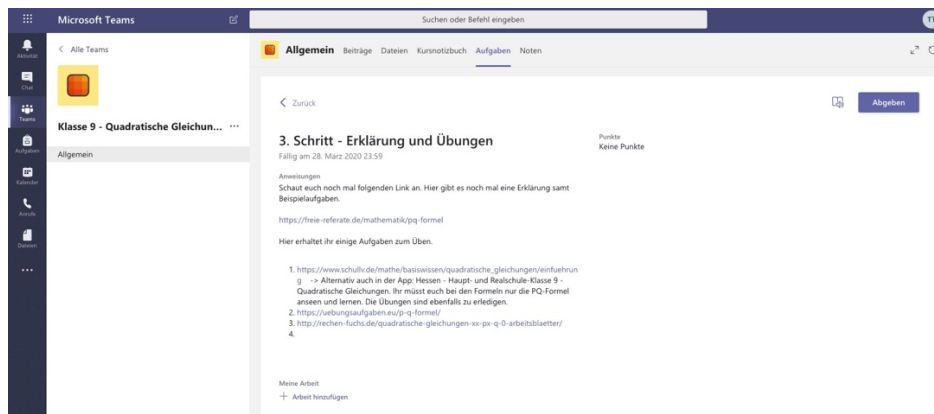 Microsoft Teams
Suchen oder Befehl eingeben
TT
Aktivität
Chat
Teams
Aufgaben
Kalender
Anrufe
Dateien
Alle Teams
Klasse 9 - Quadratische Gleichun... ...
Allgemein
Allgemein Beiträge Dateien Kursnotizbuch Aufgaben Noten
Zurück
Abgeben
3. Schritt - Erklärung und Übungen
Fällig am 28. März 2020 23:59
Punkte
Keine Punkte
Anweisungen
Schaut euch noch mal folgenden Link an. Hier gibt es noch mal eine Erklärung samt
Beispielaufgaben.
https://freie-referate.de/mathematik/pq-formel
Hier erhaltet ihr einige Aufgaben zum Üben.
1. https://www.schullv.de/mathe/basiswissen/quadratische_gleichungen/einfuehrun
g -> Alternativ auch in der App: Hessen - Haupt- und Realschule-Klasse 9 -
Quadratische Gleichungen. Ihr müsst euch bei den Formeln nur die PQ-Formel
anseen und lernen. Die Übungen sind ebenfalls zu erledigen.
2. https://uebungsaufgaben.eu/p-q-formel/
3. http://rechen-fuchs.de/quadratische-gleichungen-xx-px-q-0-arbeitsblaetter/
4.
Meine Arbeit
+ Arbeit hinzufügen